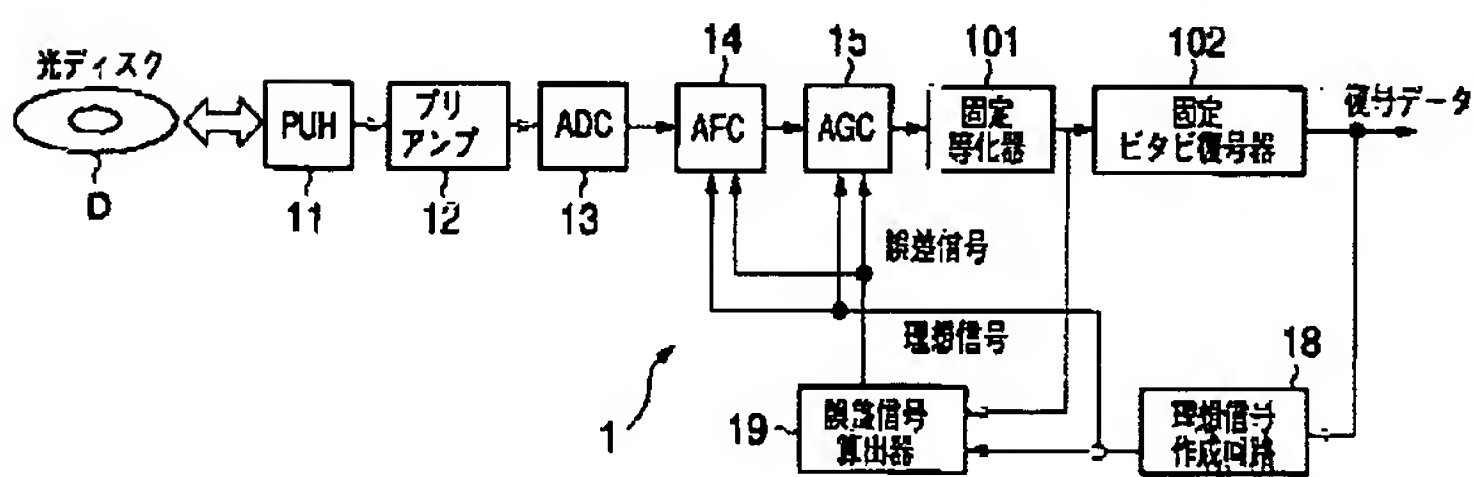 光ディスク
D
PUH
11
プリ
アンプ
12
ADC
13
14
AFC
15
AGC
101
固定
等化器
102
固定
ビタビ復号器
復号データ
誤差信号
理想信号
1
19
誤差信号
算出器
18
理想信号
作成回路